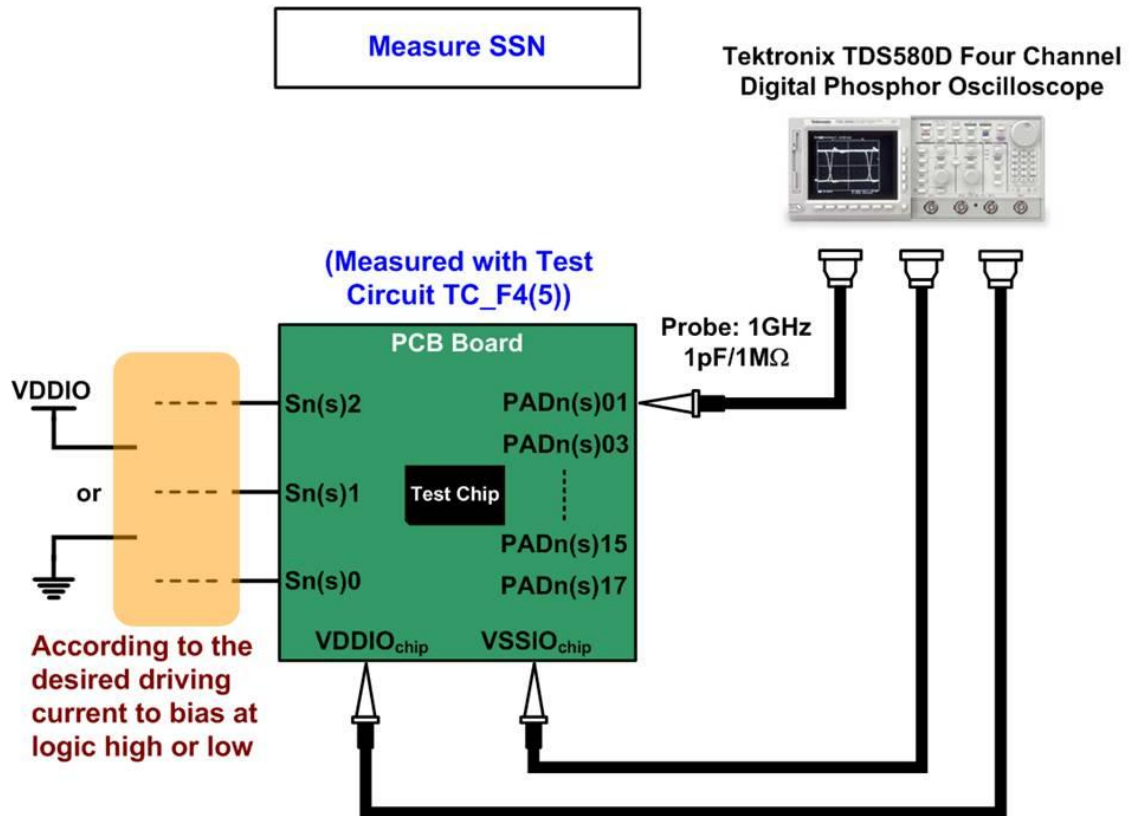 Measure SSN
Tektronix TDS580D Four Channel
Digital Phosphor Oscilloscope
(Measured with Test
Circuit TC_F4(5))
Probe: 1GHz
1pF/1MΩ
PCB Board
VDDIO
Sn(s)2
PADn(s)01
PADn(s)03
or
Sn(s)1
Test Chip
PADn(s)15
Sn(s)0
PADn(s)17
VDDIOchip
VSSIOchip
According to the
desired driving
current to bias at
logic high or low